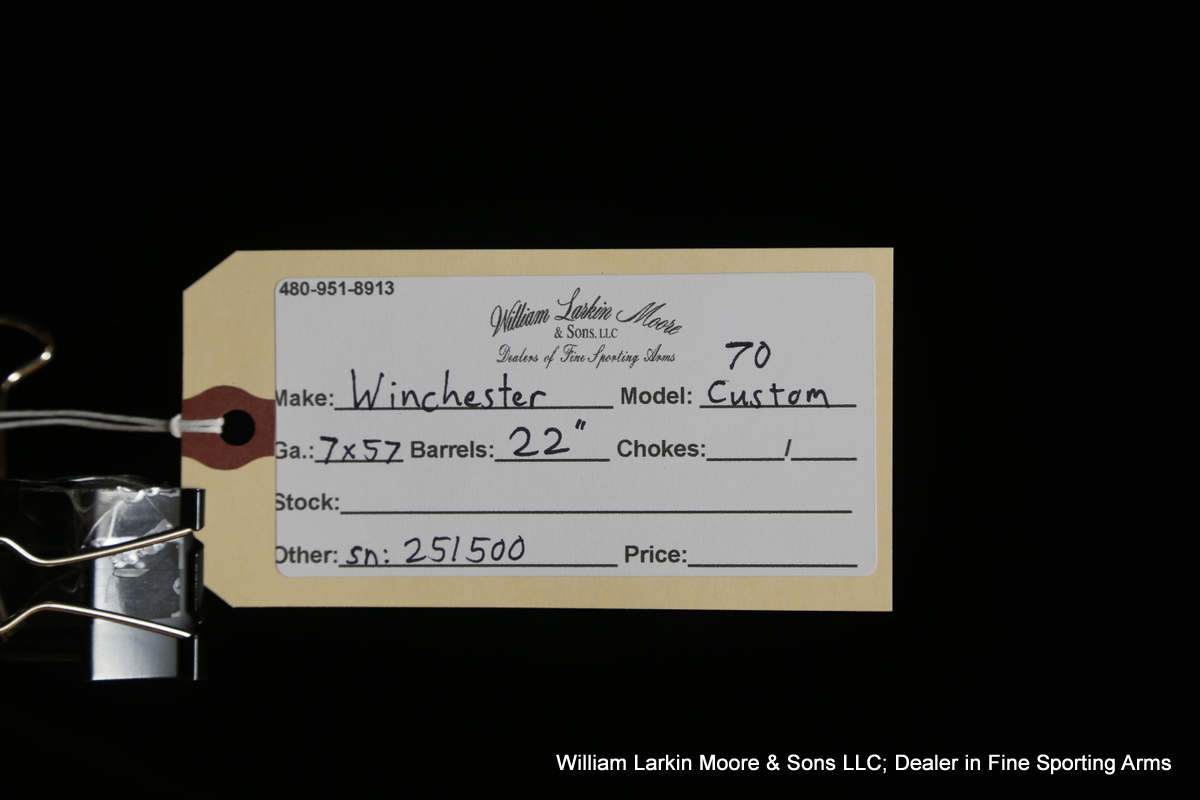 480-951-8913
William Larkin Moore
& Sons, LLC
Dealers of Fine Sporting Arms
70
Make: Winchester Model: Custom
Ga.: 7x57 Barrels: 22" Chokes: /
Stock:
Other: sn: 251500 Price:
William Larkin Moore & Sons LLC; Dealer in Fine Sporting Arms